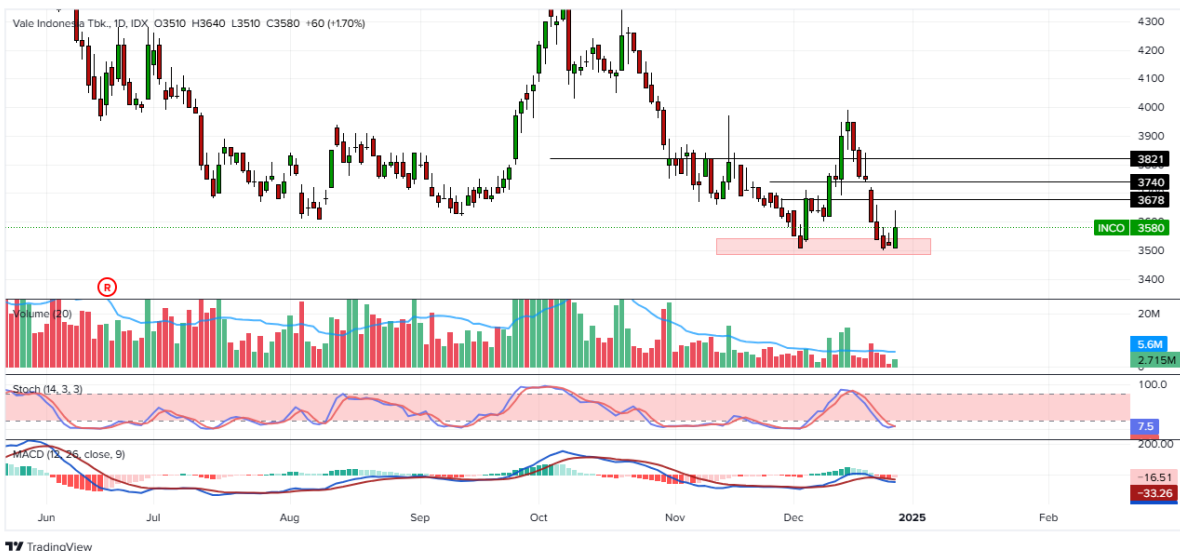 Vale Indonesia Tbk., 1D, IDX O3510 H3640 L3510 C3580 +60 (+1.70%)
4300
4200
4100
4000
3900
3821
3740
3678
INCO 3580
3500
3400
R
Volume (20)
20M
5.6M
2.715M
Stoch (14, 3, 3)
100.0
7.5
MACD (12, 26, close, 9)
200.00
−16.51
−33.26
Jun Jul Aug Sep Oct Nov Dec 2025 Feb
TradingView